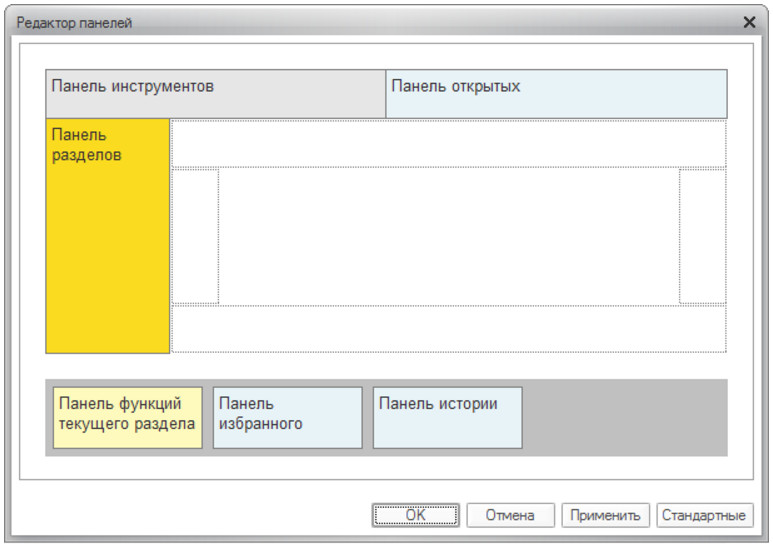 Редактор панелей
Панель инструментов
Панель открытых
Панель
разделов
Панель функций
текущего раздела
Панель
избранного
Панель истории
OK
Отмена
Применить
Стандартные